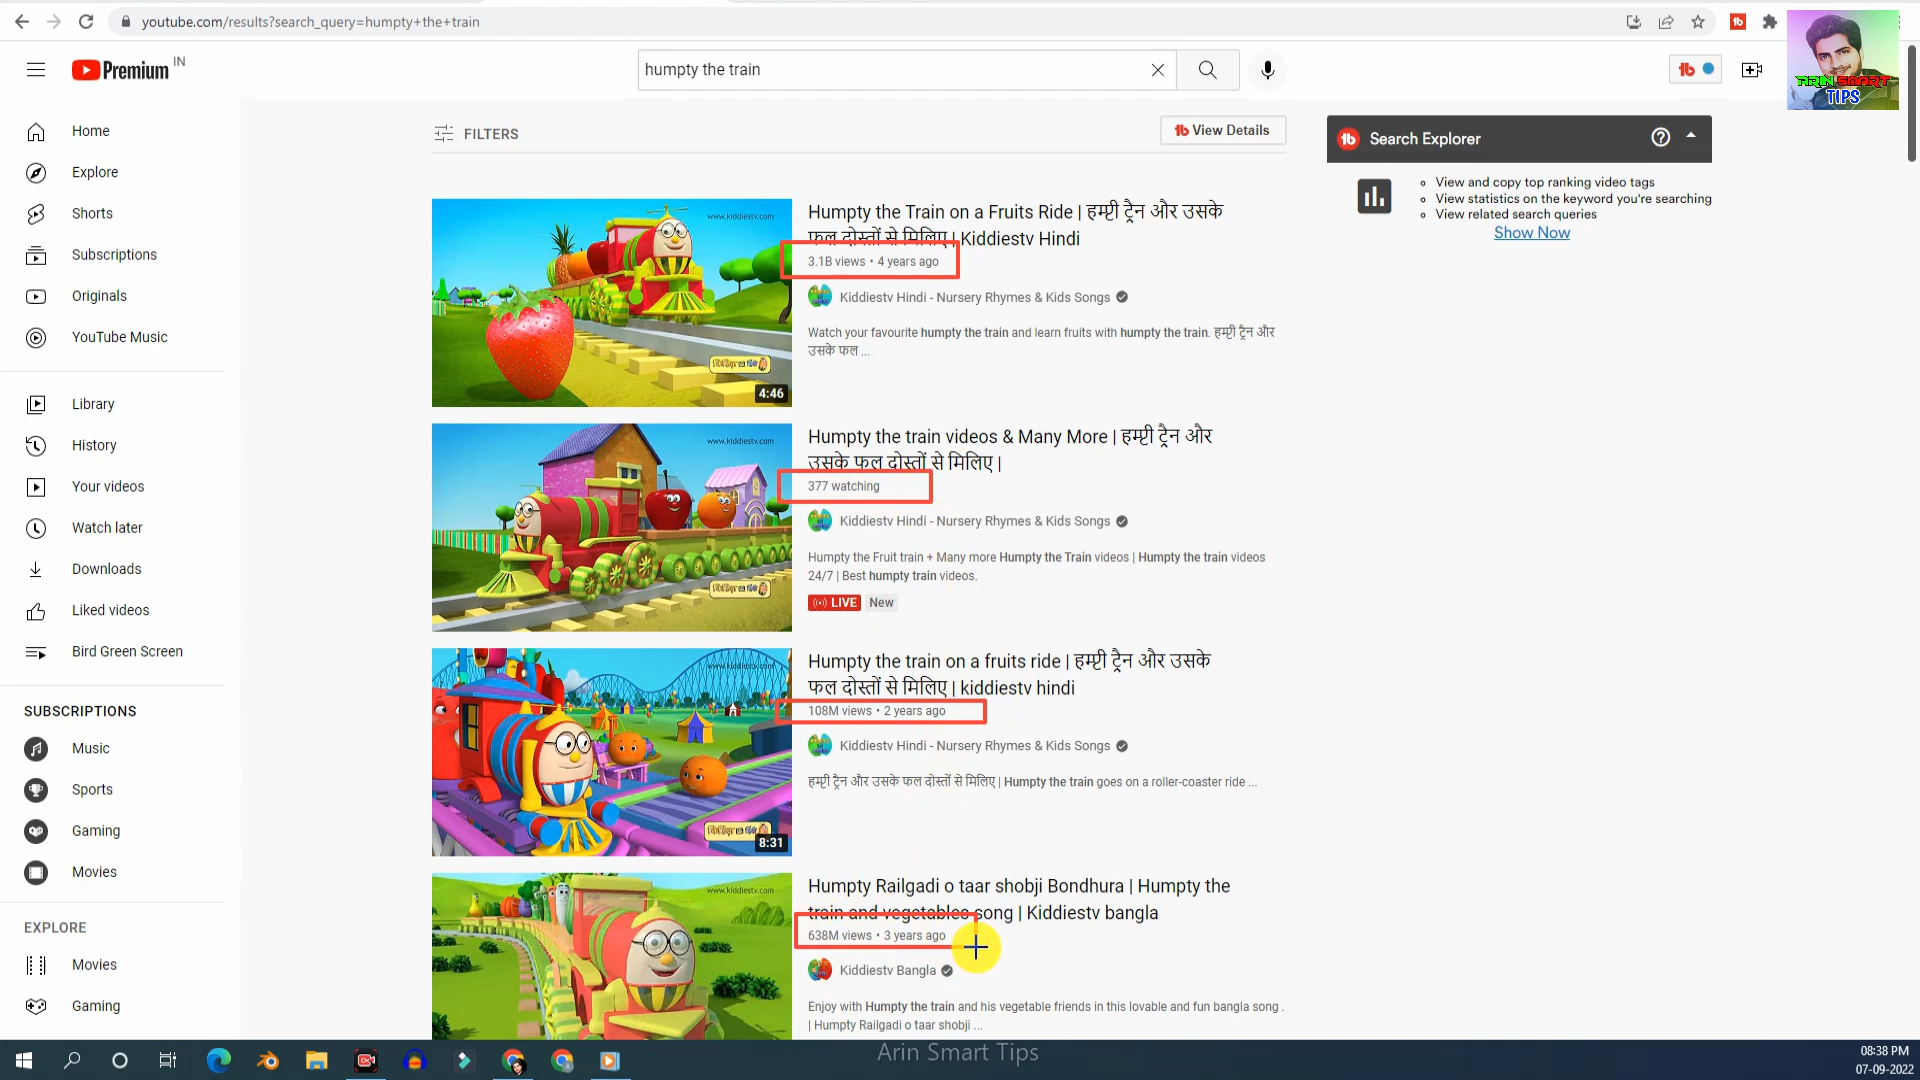 youtube.com/results?search_query=humpty+the+train
Premium IN
humpty the train
ARIN SMART
TIPS
Home
Explore
Shorts
Subscriptions
Originals
YouTube Music
Library
History
Your videos
Watch later
Downloads
Liked videos
Bird Green Screen
SUBSCRIPTIONS
Music
Sports
Gaming
Movies
EXPLORE
Movies
Gaming
FILTERS
View Details
www.kiddiestv.com
4:46
Humpty the Train on a Fruits Ride | हम्प्टी ट्रैन और उसके
फल दोस्तों से मिलिए | Kiddiestv Hindi
3.1B views • 4 years ago
Kiddiestv Hindi - Nursery Rhymes & Kids Songs
Watch your favourite humpty the train and learn fruits with humpty the train. हम्प्टी ट्रैन और
उसके फल ...
www.kiddiestv.com
Humpty the train videos & Many More | हम्प्टी ट्रैन और
उसके फल दोस्तों से मिलिए |
377 watching
Kiddiestv Hindi - Nursery Rhymes & Kids Songs
Humpty the Fruit train + Many more Humpty the Train videos | Humpty the train videos
24/7 | Best humpty train videos.
LIVE New
www.kiddiestv.com
8:31
Humpty the train on a fruits ride | हम्प्टी ट्रैन और उसके
फल दोस्तों से मिलिए | kiddiestv hindi
108M views • 2 years ago
Kiddiestv Hindi - Nursery Rhymes & Kids Songs
हम्प्टी ट्रैन और उसके फल दोस्तों से मिलिए | Humpty the train goes on a roller-coaster ride ...
www.kiddiestv.com
Humpty Railgadi o taar shobji Bondhura | Humpty the
train and vegetables song | Kiddiestv bangla
638M views • 3 years ago
Kiddiestv Bangla
Enjoy with Humpty the train and his vegetable friends in this lovable and fun bangla song .
| Humpty Railgadi o taar shobji ...
Search Explorer
View and copy top ranking video tags
View statistics on the keyword you're searching
View related search queries
Show Now
Arin Smart Tips
08:38 PM
07-09-2022